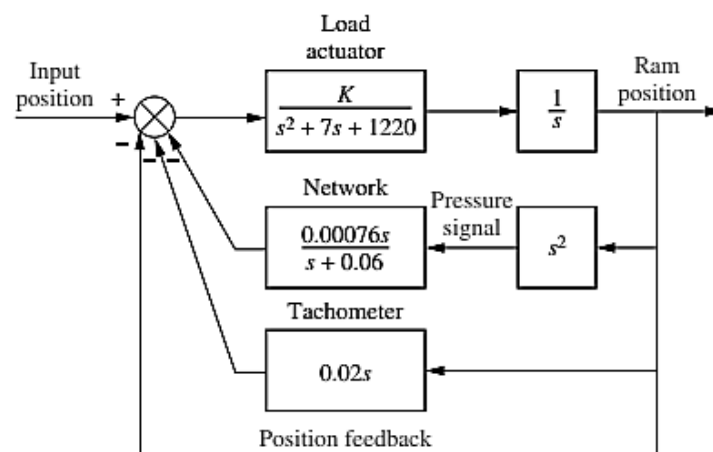 Load
actuator
Input
position
Ram
position
+
K
s² + 7s + 1220
1
s
−
−
−
Network
0.00076s
s + 0.06
Pressure
signal
s²
Tachometer
0.02s
Position feedback